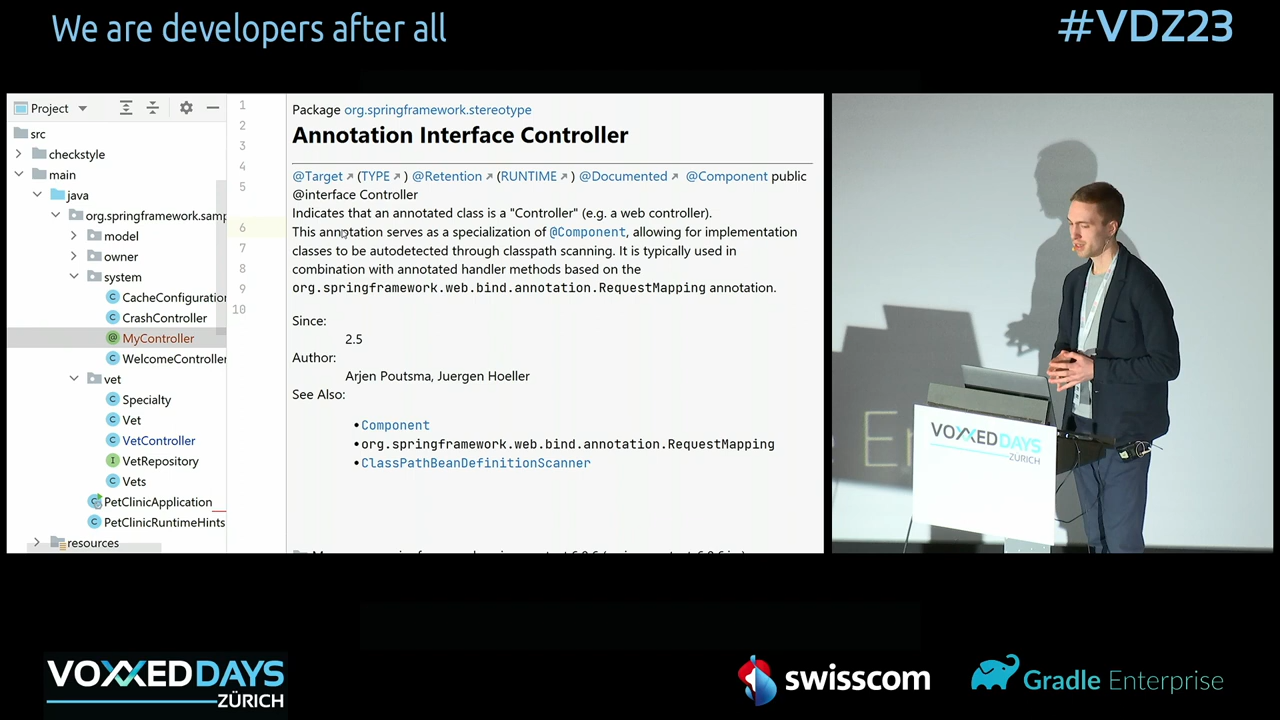 We are developers after all
#VDZ23
Project
src
checkstyle
main
java
org.springframework.samp
model
owner
system
CacheConfiguration
CrashController
MyController
WelcomeController
vet
Specialty
Vet
VetController
VetRepository
Vets
PetClinicApplication
PetClinicRuntimeHints
resources
1
2
3
4
5
6
7
8
9
10
Package org.springframework.stereotype
Annotation Interface Controller
@Target (TYPE ) @Retention (RUNTIME ) @Documented @Component public
@interface Controller
Indicates that an annotated class is a "Controller" (e.g. a web controller).
This annotation serves as a specialization of @Component, allowing for implementation
classes to be autodetected through classpath scanning. It is typically used in
combination with annotated handler methods based on the
org.springframework.web.bind.annotation.RequestMapping annotation.
Since:
2.5
Author:
Arjen Poutsma, Juergen Hoeller
See Also:
•Component
•org.springframework.web.bind.annotation.RequestMapping
•ClassPathBeanDefinitionScanner
VOXXED DAYS
ZÜRICH
VOXXED DAYS
ZÜRICH
swisscom
Gradle Enterprise